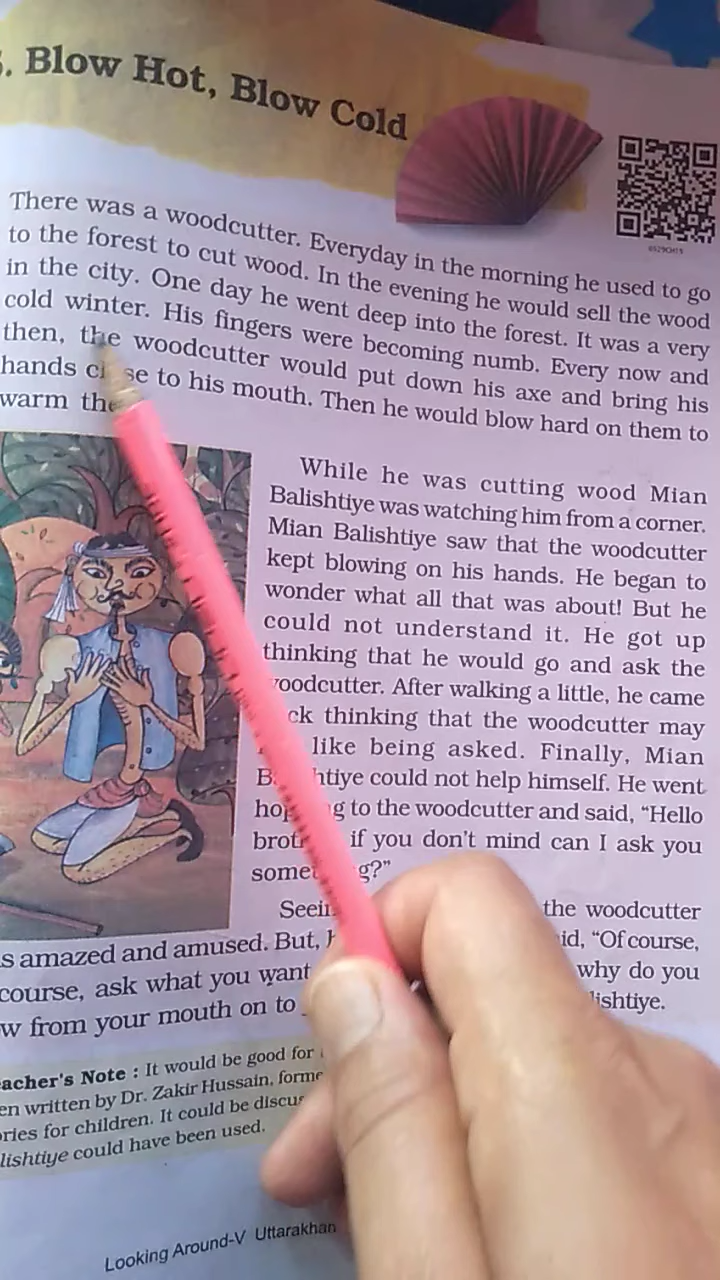 . Blow Hot, Blow Cold
There was a woodcutter. Everyday in the morning he used to go
to the forest to cut wood. In the evening he would sell the wood
in the city. One day he went deep into the forest. It was a very
cold winter. His fingers were becoming numb. Every now and
then, the woodcutter would put down his axe and bring his
hands close to his mouth. Then he would blow hard on them to
warm the
While he was cutting wood Mian
Balishtiye was watching him from a corner.
Mian Balishtiye saw that the woodcutter
kept blowing on his hands. He began to
wonder what all that was about! But he
could not understand it. He got up
thinking that he would go and ask the
woodcutter. After walking a little, he came
ck thinking that the woodcutter may
like being asked. Finally, Mian
B htiye could not help himself. He went
hop g to the woodcutter and said, “Hello
brot if you don't mind can I ask you
somet g?”
Seein the woodcutter
s amazed and amused. But, h id, “Of course,
course, ask what you want why do you
w from your mouth on to lishtiye.
acher's Note : It would be good for
en written by Dr. Zakir Hussain, forme
ories for children. It could be discus
lishtiye could have been used.
Looking Around-V Uttarakhan